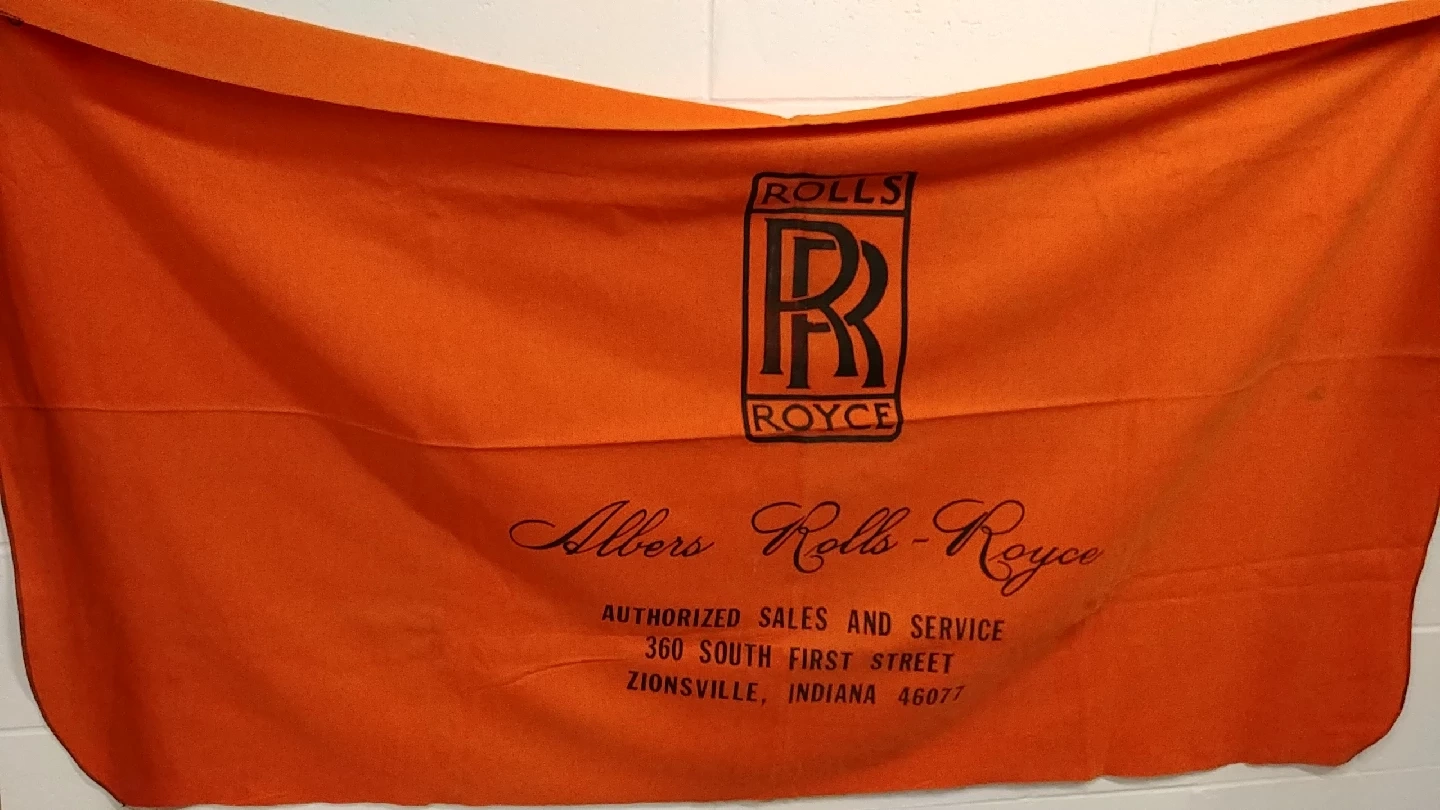 ROLLS
RR
ROYCE
Albers Rolls-Royce
AUTHORIZED SALES AND SERVICE
360 SOUTH FIRST STREET
ZIONSVILLE, INDIANA 46077